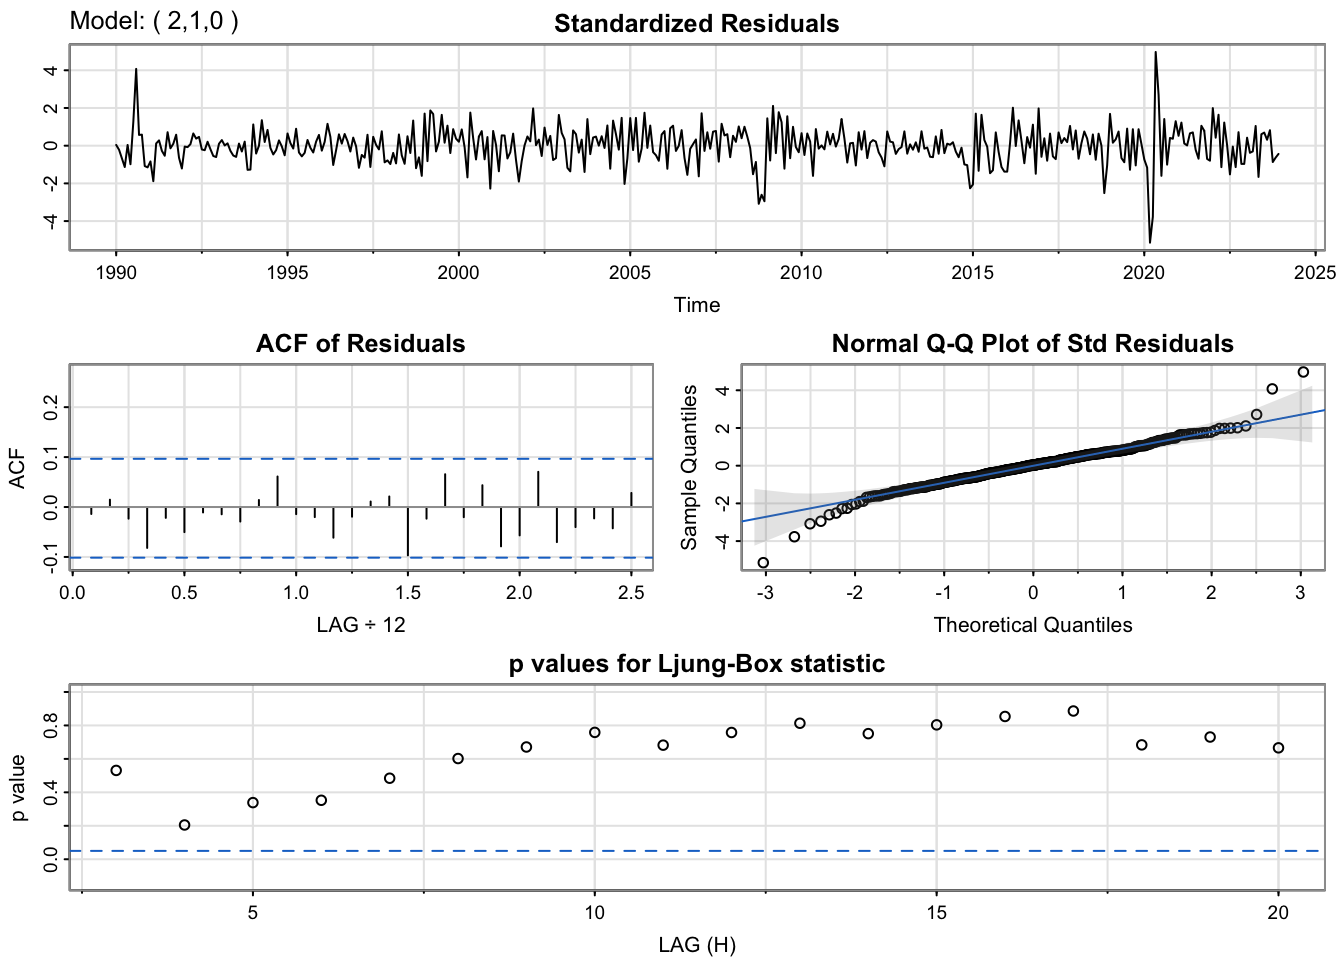 Model: ( 2,1,0 ) Standardized Residuals
4
2
0
-2
-4
1990 1995 2000 2005 2010 2015 2020 2025
Time
ACF of Residuals
ACF
0.2
0.1
0.0
-0.1
0.0 0.5 1.0 1.5 2.0 2.5
LAG ÷ 12
Normal Q-Q Plot of Std Residuals
Sample Quantiles
4
2
0
-2
-4
-3 -2 -1 0 1 2 3
Theoretical Quantiles
p values for Ljung-Box statistic
p value
0.8
0.4
0.0
5 10 15 20
LAG (H)